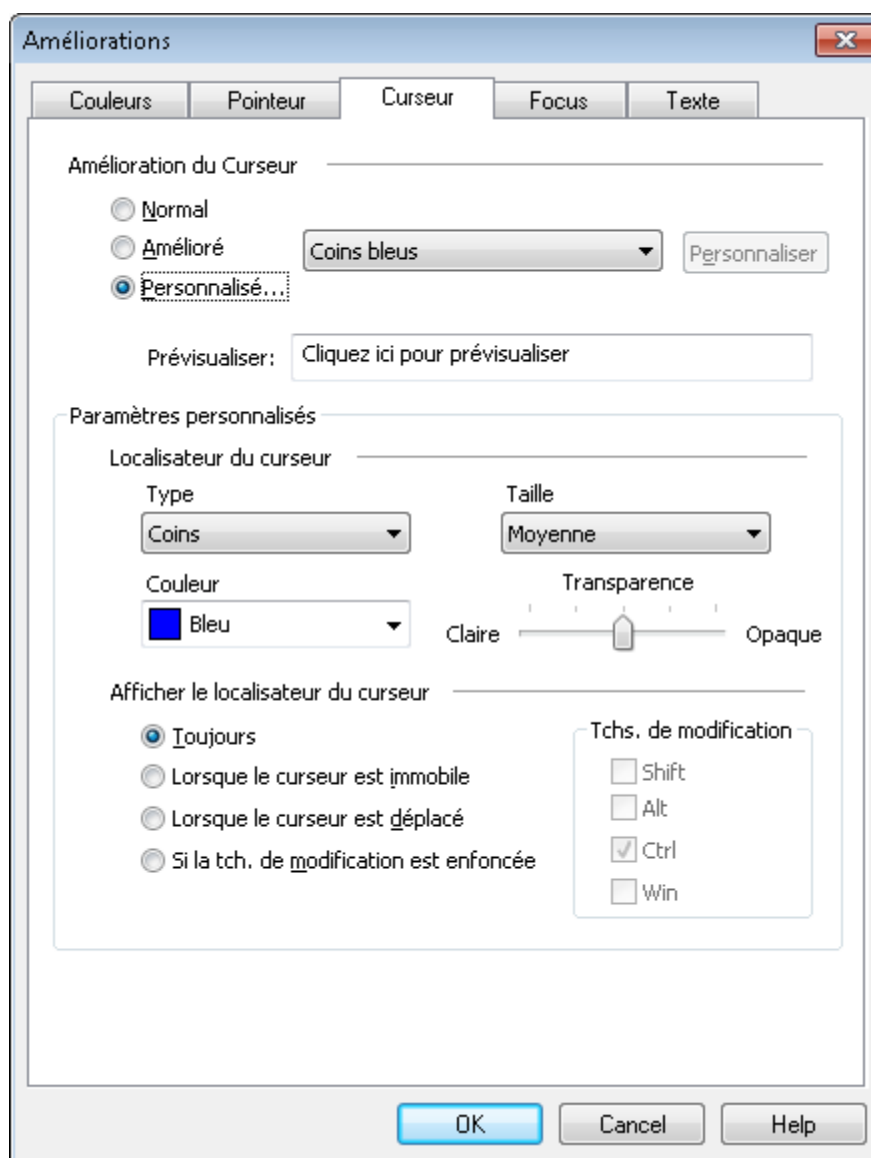 Améliorations
Couleurs Pointeur Curseur Focus Texte
Amélioration du Curseur
Normal
Amélioré Coins bleus Personnaliser
Personnalisé...
Prévisualiser: Cliquez ici pour prévisualiser
Paramètres personnalisés
Localisateur du curseur
Type Taille
Coins Moyenne
Couleur Transparence
Bleu Claire Opaque
Afficher le localisateur du curseur
Toujours Tchs. de modification
Lorsque le curseur est immobile Shift
Lorsque le curseur est déplacé Alt
Si la tch. de modification est enfoncée Ctrl
Win
OK Cancel Help